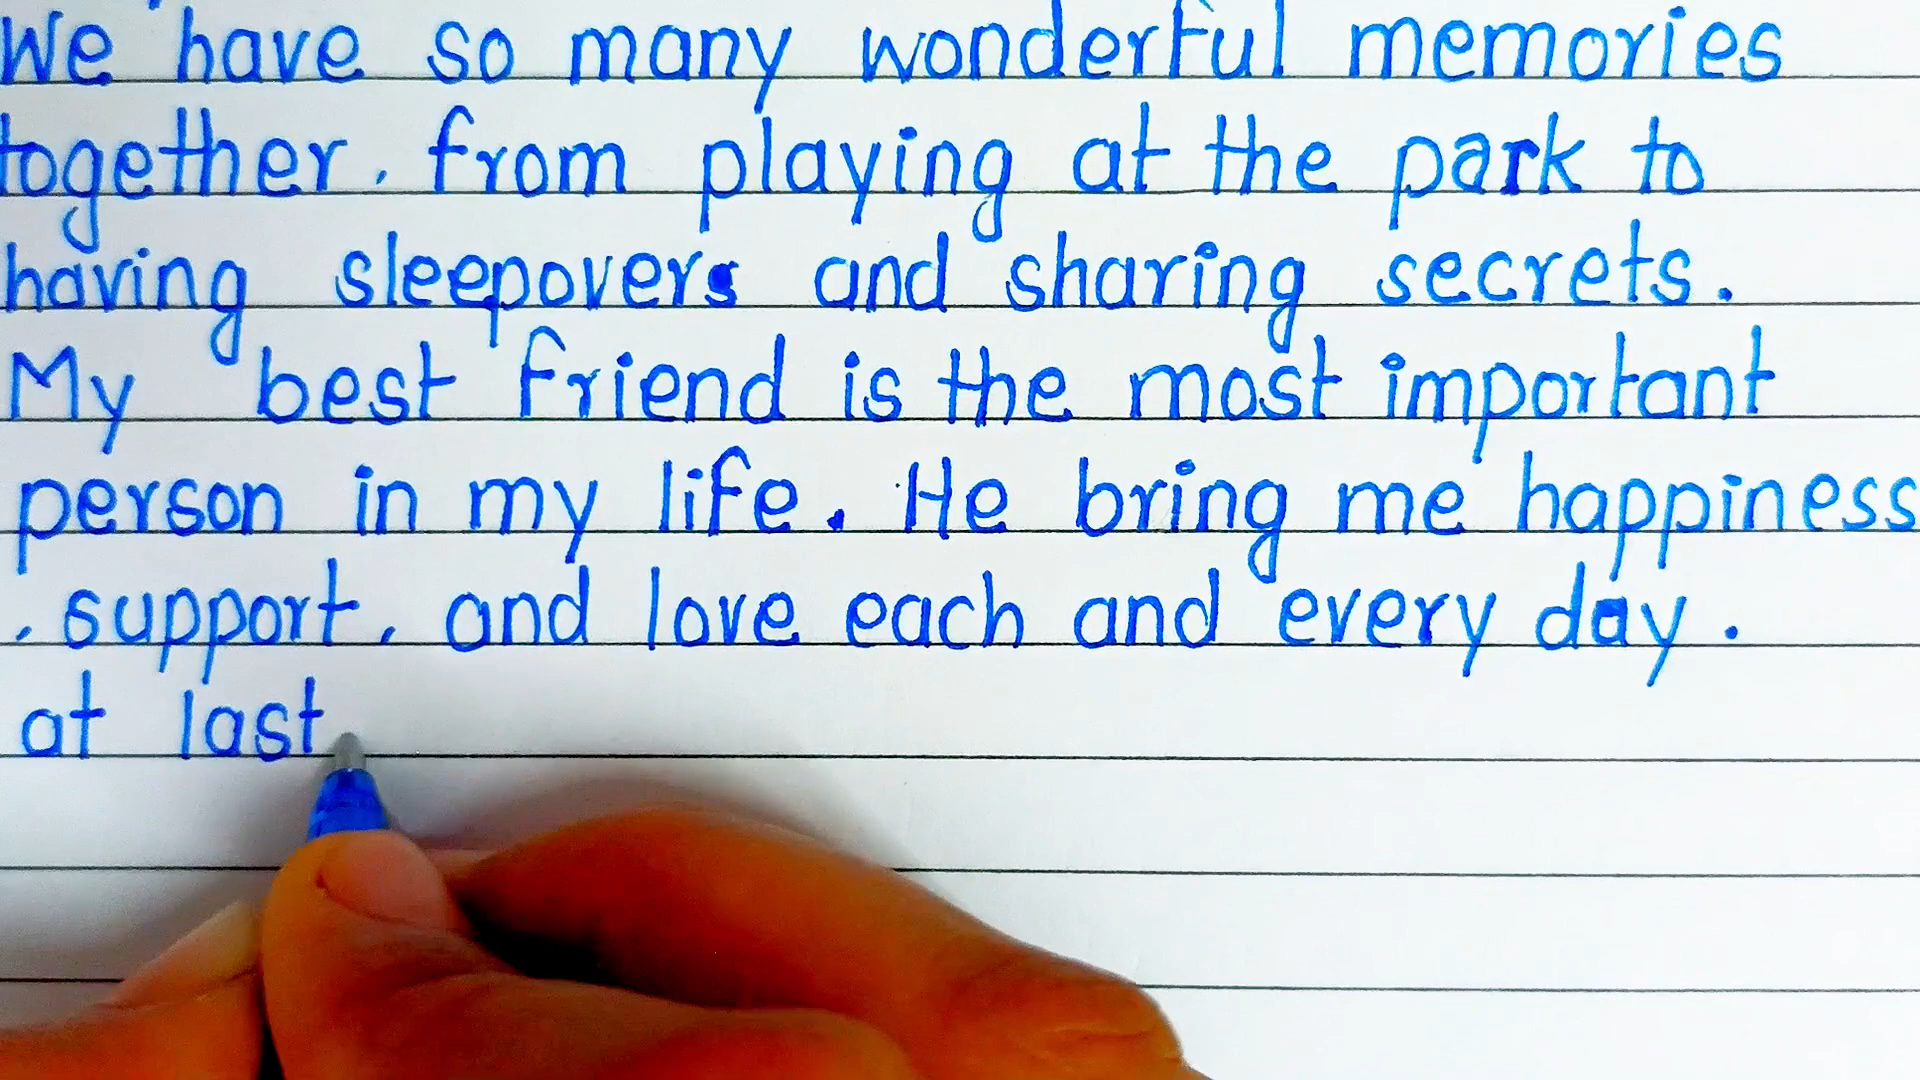 We have so many wonderful memories
together, from playing at the park to
having sleepovers and sharing secrets.
My best friend is the most important
person in my life. He bring me happiness
, support, and love each and every day.
at last